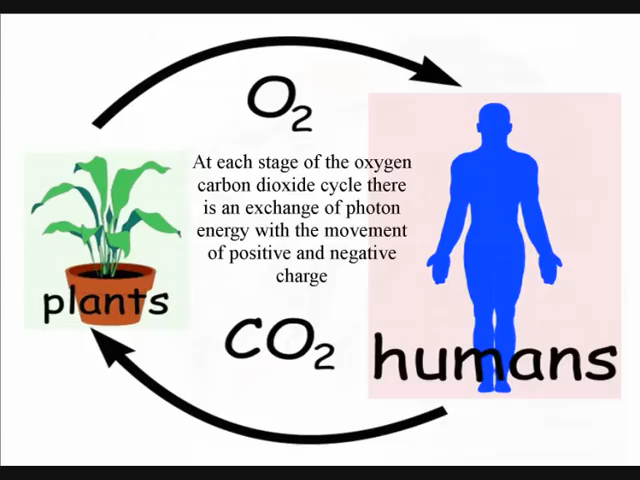 O2
At each stage of the oxygen
carbon dioxide cycle there
is an exchange of photon
energy with the movement
of positive and negative
charge
plants
CO2
humans